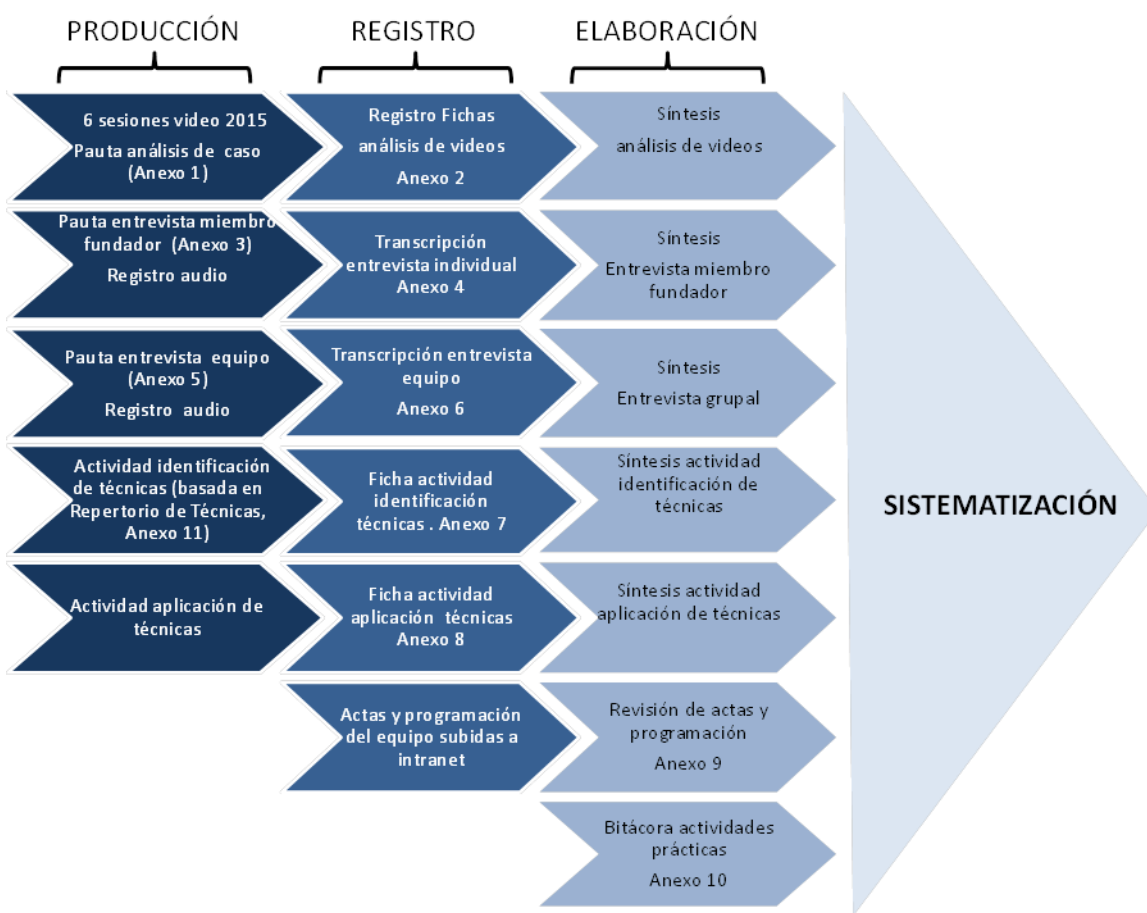 PRODUCCIÓN
REGISTRO
ELABORACIÓN
6 sesiones video 2015
Pauta análisis de caso
(Anexo 1)
Registro Fichas
análisis de videos
Anexo 2
Síntesis
análisis de videos
Pauta entrevista miembro
fundador (Anexo 3)
Registro audio
Transcripción
entrevista individual
Anexo 4
Síntesis
Entrevista miembro
fundador
Pauta entrevista equipo
(Anexo 5)
Registro audio
Transcripción entrevista
equipo
Anexo 6
Síntesis
Entrevista grupal
Actividad identificación
de técnicas (basada en
Repertorio de Técnicas,
Anexo 11)
Ficha actividad
identificación
técnicas . Anexo 7
Síntesis actividad
identificación de
técnicas
Actividad aplicación de
técnicas
Ficha actividad
aplicación técnicas
Anexo 8
Síntesis actividad
aplicación de técnicas
Actas y programación
del equipo subidas a
intranet
Revisión de actas y
programación
Anexo 9
Bitácora actividades
prácticas
Anexo 10
SISTEMATIZACIÓN